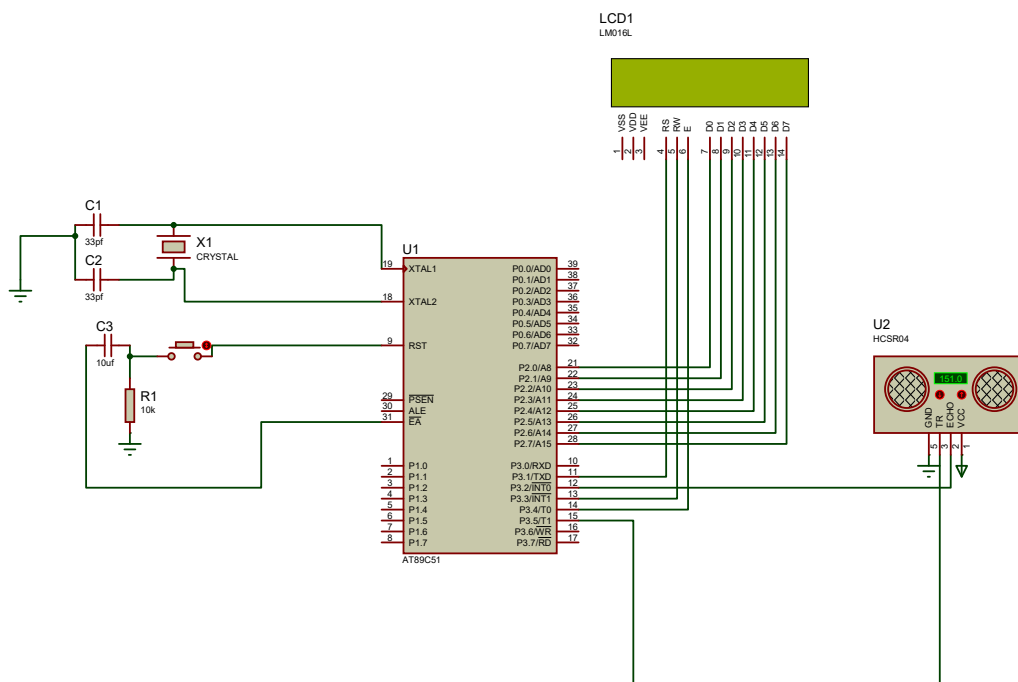 LCD1
LM016L
VSS VDD VEE RS RW E D0 D1 D2 D3 D4 D5 D6 D7
1 2 3 4 5 6 7 8 9 10 11 12 13 14
C1
33pf
X1
CRYSTAL
C2
33pf
U1
19 XTAL1 P0.0/AD0 39
P0.1/AD1 38
P0.2/AD2 37
18 XTAL2 P0.3/AD3 36
P0.4/AD4 35
P0.5/AD5 34
P0.6/AD6 33
9 RST P0.7/AD7 32
C3
10uf
P2.0/A8 21
P2.1/A9 22
P2.2/A10 23
29 PSEN P2.3/A11 24
30 ALE P2.4/A12 25
31 EA P2.5/A13 26
P2.6/A14 27
P2.7/A15 28
R1
10k
1 P1.0 P3.0/RXD 10
2 P1.1 P3.1/TXD 11
3 P1.2 P3.2/INT0 12
4 P1.3 P3.3/INT1 13
5 P1.4 P3.4/T0 14
6 P1.5 P3.5/T1 15
7 P1.6 P3.6/WR 16
8 P1.7 P3.7/RD 17
AT89C51
U2
HCSR04
151.0
GND TR ECHO VCC
5 3 2 1